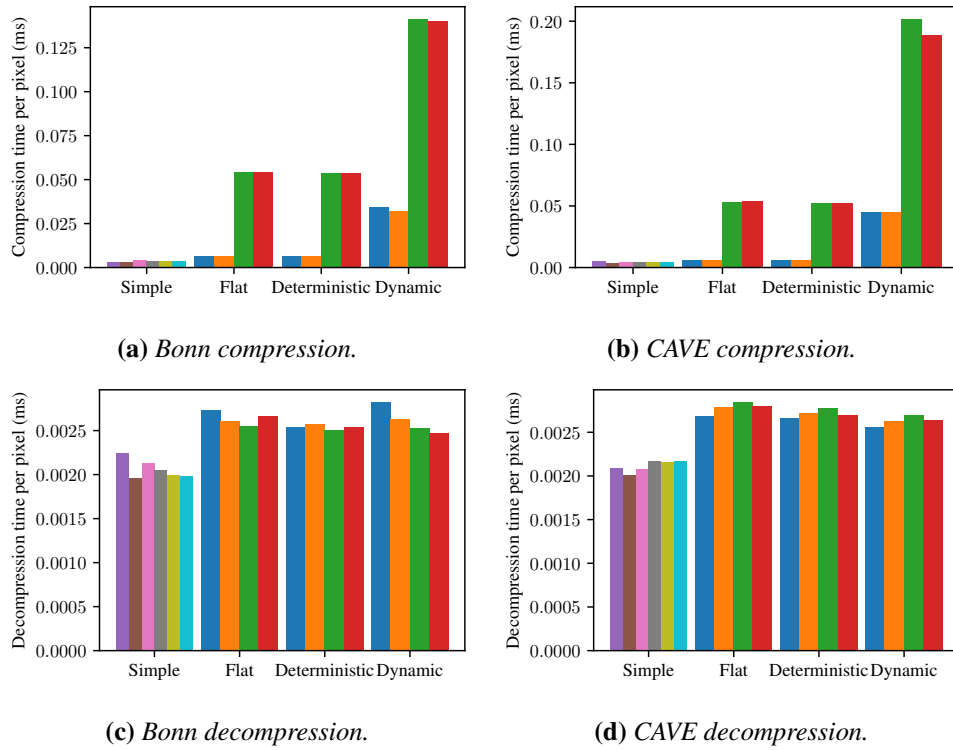 Compression time per pixel (ms)
0.125
0.100
0.075
0.050
0.025
0.000
Simple Flat Deterministic Dynamic
(a) Bonn compression.
Compression time per pixel (ms)
0.20
0.15
0.10
0.05
0.00
Simple Flat Deterministic Dynamic
(b) CAVE compression.
Decompression time per pixel (ms)
0.0025
0.0020
0.0015
0.0010
0.0005
0.0000
Simple Flat Deterministic Dynamic
(c) Bonn decompression.
Decompression time per pixel (ms)
0.0025
0.0020
0.0015
0.0010
0.0005
0.0000
Simple Flat Deterministic Dynamic
(d) CAVE decompression.